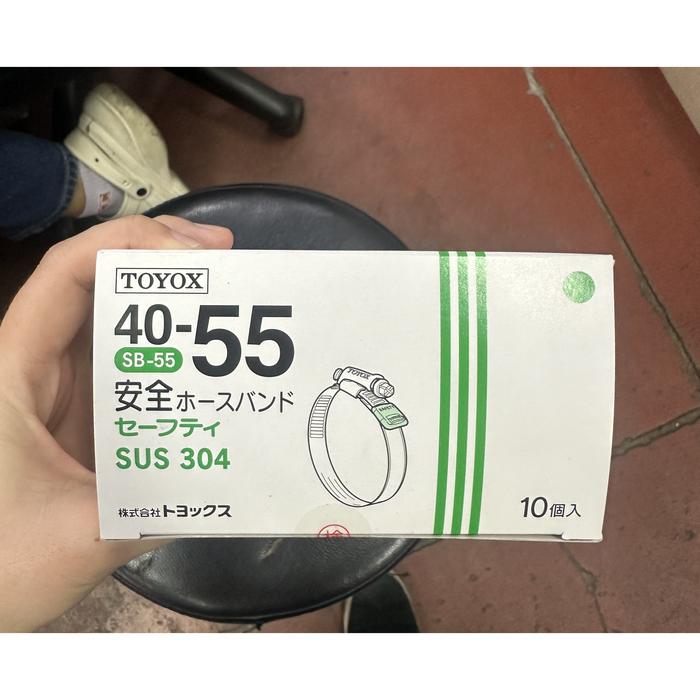 TOYOX
40-55
SB-55
安全ホースバンド
セーフティ
SUS 304
株式会社トヨックス
10個入
TOYOX